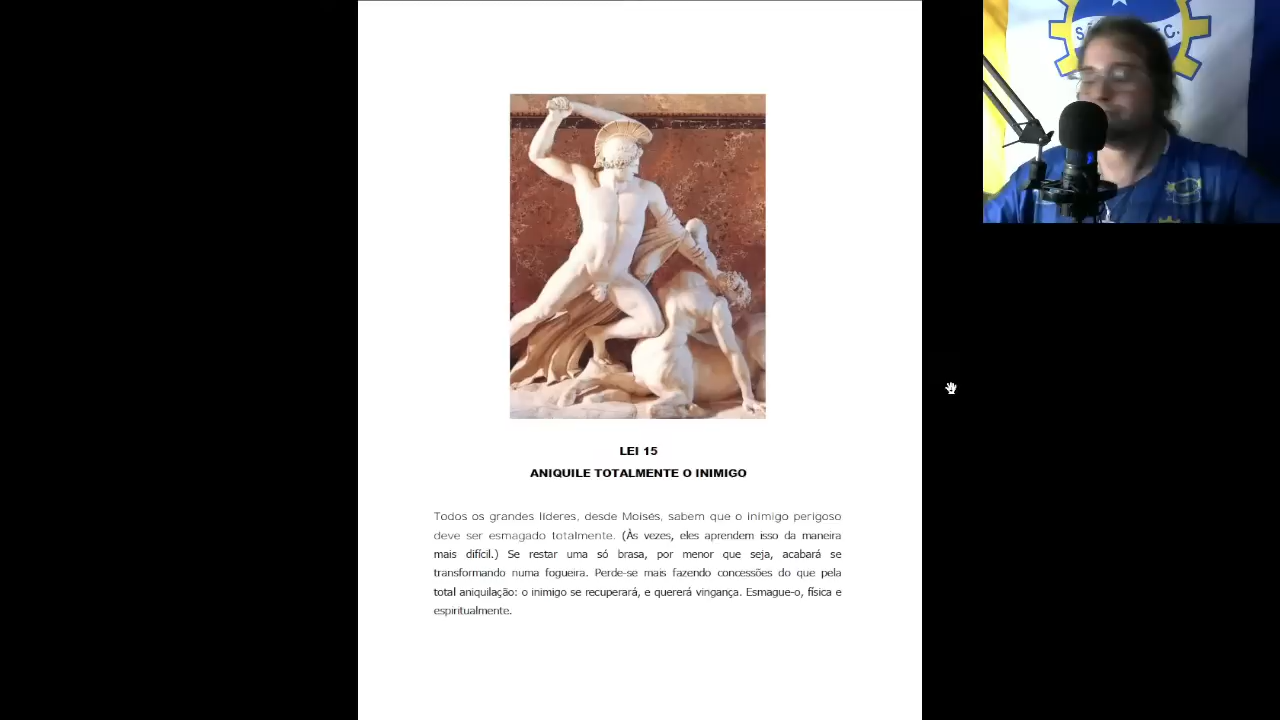 LEI 15
ANIQUILE TOTALMENTE O INIMIGO
Todos os grandes líderes, desde Moisés, sabem que o inimigo perigoso
deve ser esmagado totalmente. (Às vezes, eles aprendem isso da maneira
mais difícil.) Se restar uma só brasa, por menor que seja, acabará se
transformando numa fogueira. Perde-se mais fazendo concessões do que pela
total aniquilação: o inimigo se recuperará, e quererá vingança. Esmague-o, física e
espiritualmente.